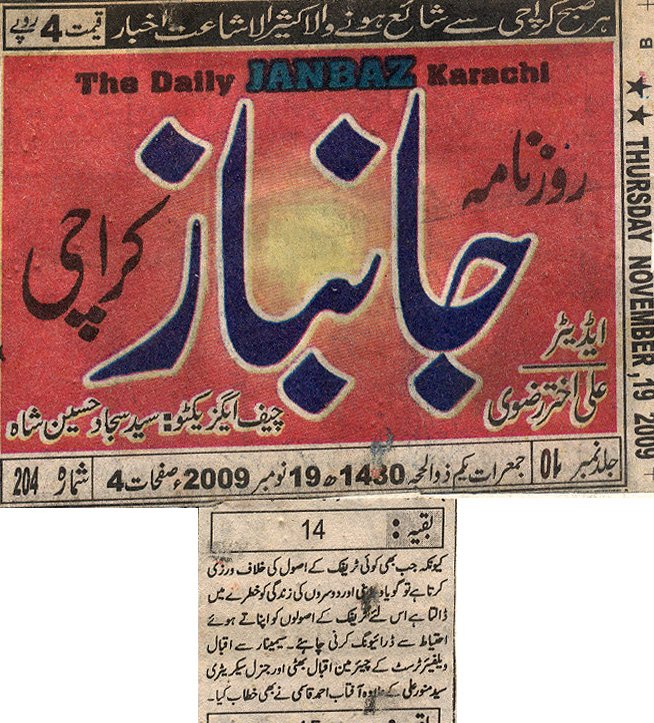 ہر صبح کراچی سے شائع ہونے والا کثیر الاشاعت اخبار
قیمت 4 روپے
The Daily JANBAZ Karachi
روزنامہ
جانباز
کراچی
ایڈیٹر
علی اختر رضوی
چیف ایگزیکٹو: سید سجاد حسین شاہ
جلد نمبر 01
جمعرات یکم ذوالحجہ 1430ھ 19 نومبر 2009ء صفحات 4
شمارہ 204
B ★★ THURSDAY NOVEMBER, 19 2009
بقیہ: 14
کیونکہ جب بھی کوئی ٹریفک کے اصول کی خلاف ورزی
کرتا ہے تو گویا وہ اپنی اور دوسروں کی زندگی کو خطرے میں
ڈالتا ہے اس لئے ٹریفک کے اصولوں کو اپناتے ہوئے
احتیاط سے ڈرائیونگ کرنی چاہئے۔ سیمینار سے اقبال
ویلفیئر ٹرسٹ کے چیئرمین اقبال بھٹی اور جنرل سیکریٹری
سید منور علی کے علاوہ آفتاب احمد قاسمی نے بھی خطاب کیا۔